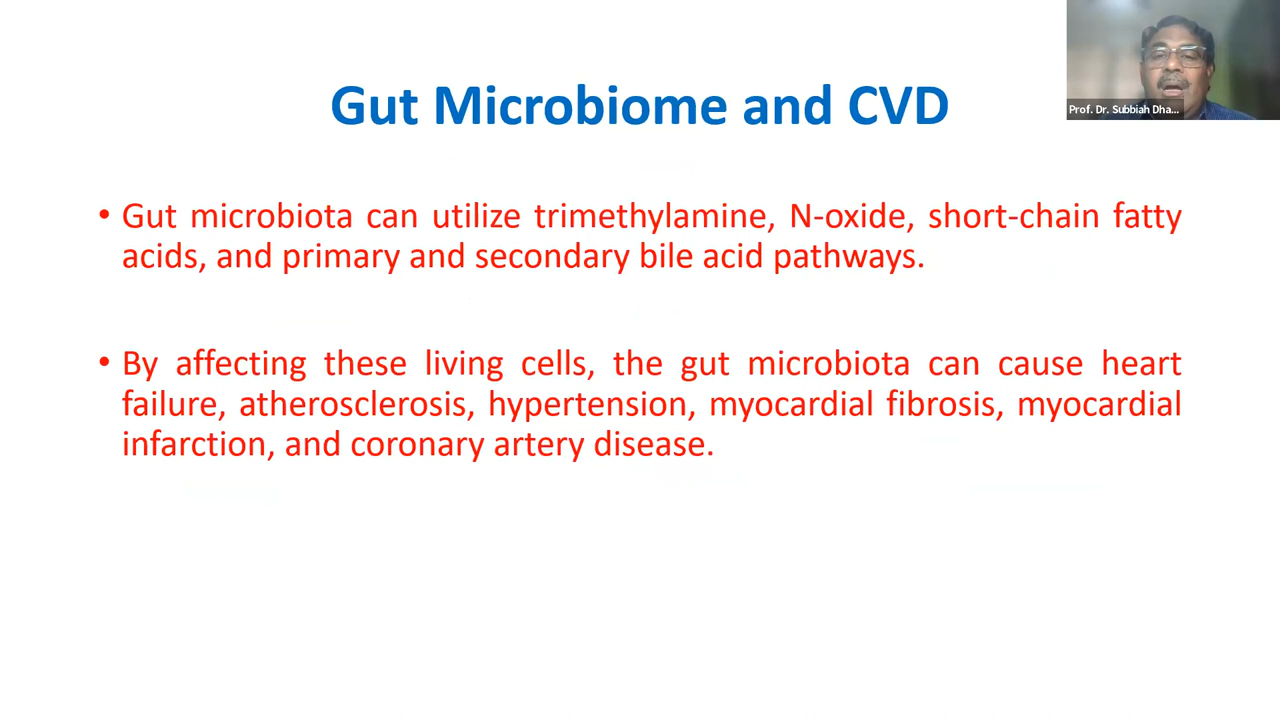 Gut Microbiome and CVD
Prof. Dr. Subbiah Dha...
• Gut microbiota can utilize trimethylamine, N-oxide, short-chain fatty
acids, and primary and secondary bile acid pathways.
• By affecting these living cells, the gut microbiota can cause heart
failure, atherosclerosis, hypertension, myocardial fibrosis, myocardial
infarction, and coronary artery disease.